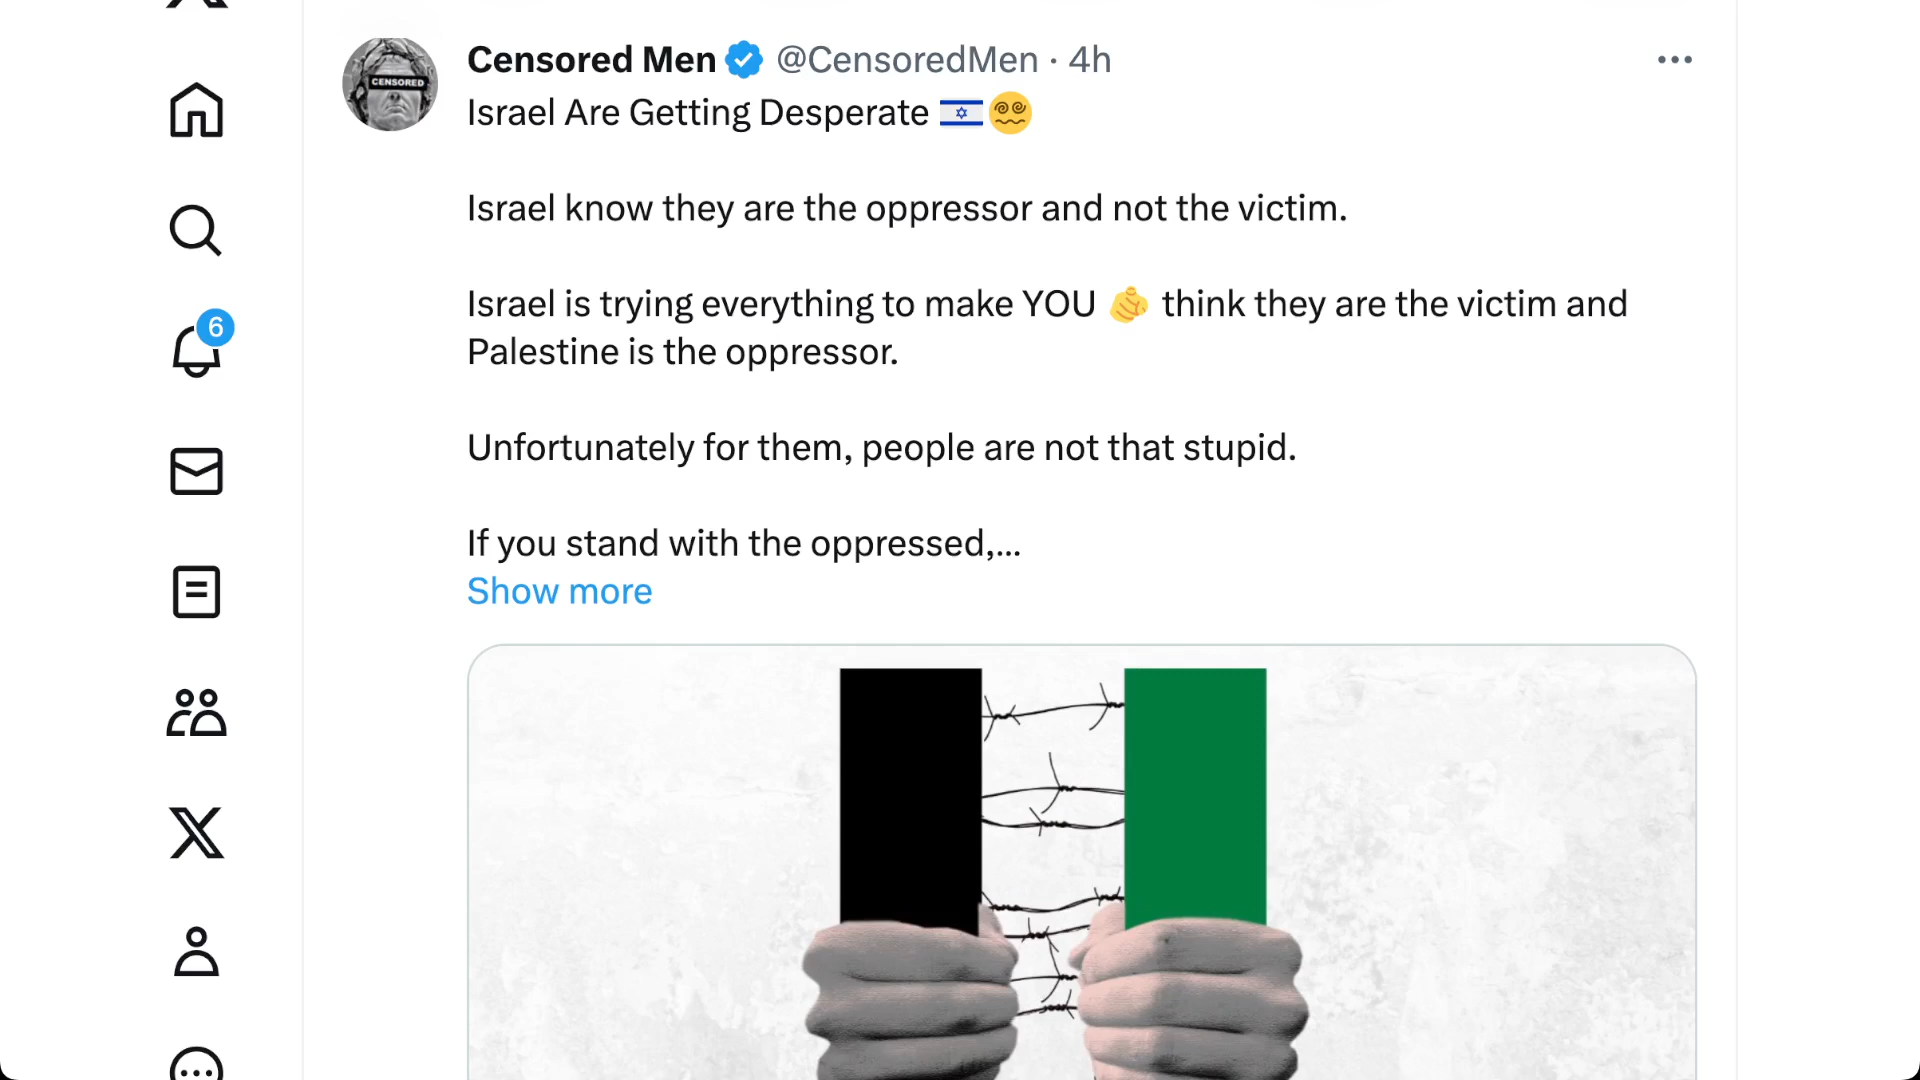 Censored Men @CensoredMen · 4h
CENSORED
Israel Are Getting Desperate 🇮🇱😵‍💫
Israel know they are the oppressor and not the victim.
6
Israel is trying everything to make YOU 🫵 think they are the victim and
Palestine is the oppressor.
Unfortunately for them, people are not that stupid.
If you stand with the oppressed,...
Show more